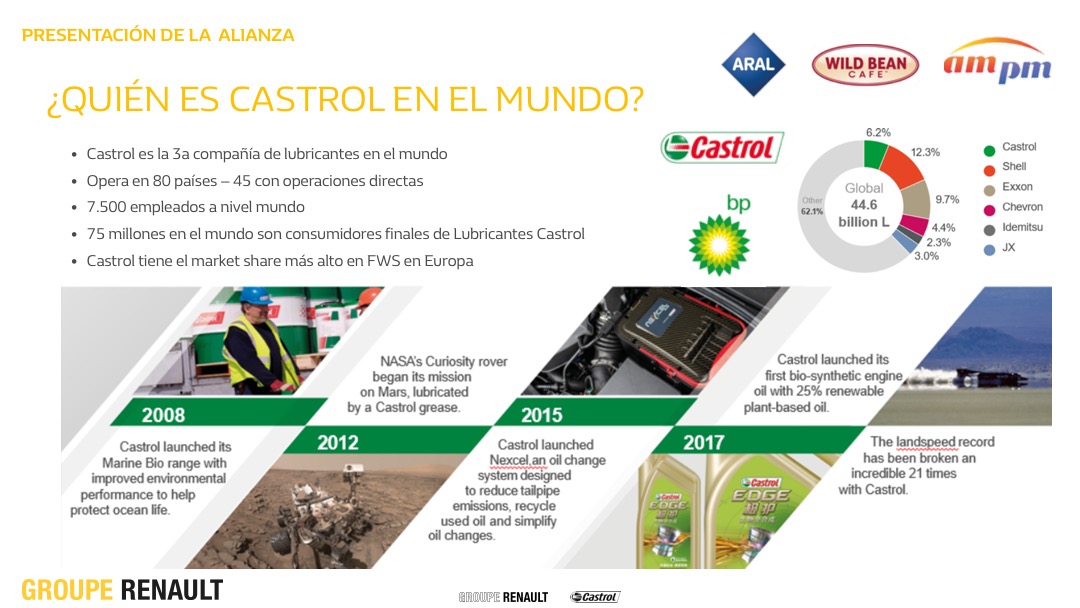 PRESENTACIÓN DE LA ALIANZA
ARAL
WILD BEAN
CAFE
ampm
¿QUIÉN ES CASTROL EN EL MUNDO?
• Castrol es la 3a compañía de lubricantes en el mundo
• Opera en 80 países – 45 con operaciones directas
• 7.500 empleados a nivel mundo
• 75 millones en el mundo son consumidores finales de Lubricantes Castrol
• Castrol tiene el market share más alto en FWS en Europa
Castrol
bp
6.2%
12.3%
9.7%
4.4%
2.3%
3.0%
Other
62.1%
Global
44.6
billion L
Castrol
Shell
Exxon
Chevron
Idemitsu
JX
2008
Castrol launched its
Marine Bio range with
improved environmental
performance to help
protect ocean life.
NASA's Curiosity rover
began its mission
on Mars, lubricated
by a Castrol grease.
2012
2015
Castrol launched
Nexcel,an oil change
system designed
to reduce tailpipe
emissions, recycle
used oil and simplify
oil changes.
Castrol launched its
first bio-synthetic engine
oil with 25% renewable
plant-based oil.
2017
Castrol
EDGE
Castrol
EDGE
The landspeed record
has been broken an
incredible 21 times
with Castrol.
GROUPE RENAULT
GROUPE RENAULT
Castrol